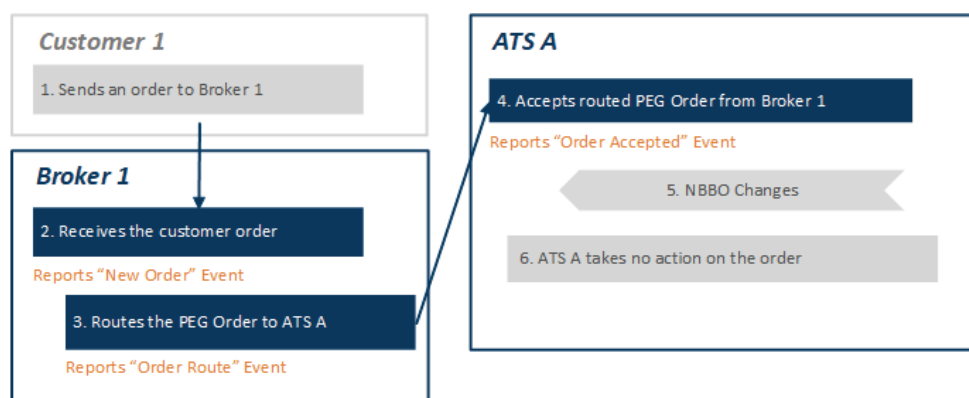 Customer 1
1. Sends an order to Broker 1
Broker 1
2. Receives the customer order
Reports “New Order” Event
3. Routes the PEG Order to ATS A
Reports “Order Route” Event
ATS A
4. Accepts routed PEG Order from Broker 1
Reports “Order Accepted” Event
5. NBBO Changes
6. ATS A takes no action on the order